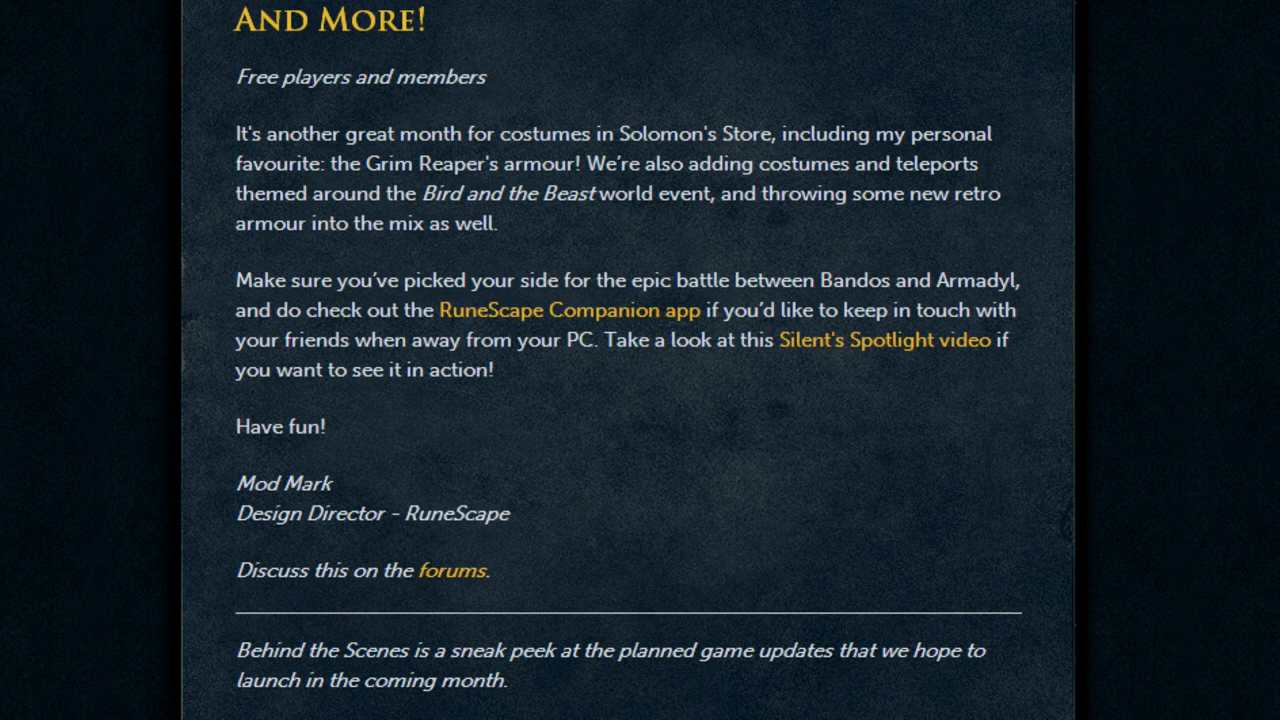 AND MORE!
Free players and members
It's another great month for costumes in Solomon's Store, including my personal
favourite: the Grim Reaper's armour! We’re also adding costumes and teleports
themed around the Bird and the Beast world event, and throwing some new retro
armour into the mix as well.
Make sure you’ve picked your side for the epic battle between Bandos and Armadyl,
and do check out the RuneScape Companion app if you’d like to keep in touch with
your friends when away from your PC. Take a look at this Silent's Spotlight video if
you want to see it in action!
Have fun!
Mod Mark
Design Director - RuneScape
Discuss this on the forums.
Behind the Scenes is a sneak peek at the planned game updates that we hope to
launch in the coming month.